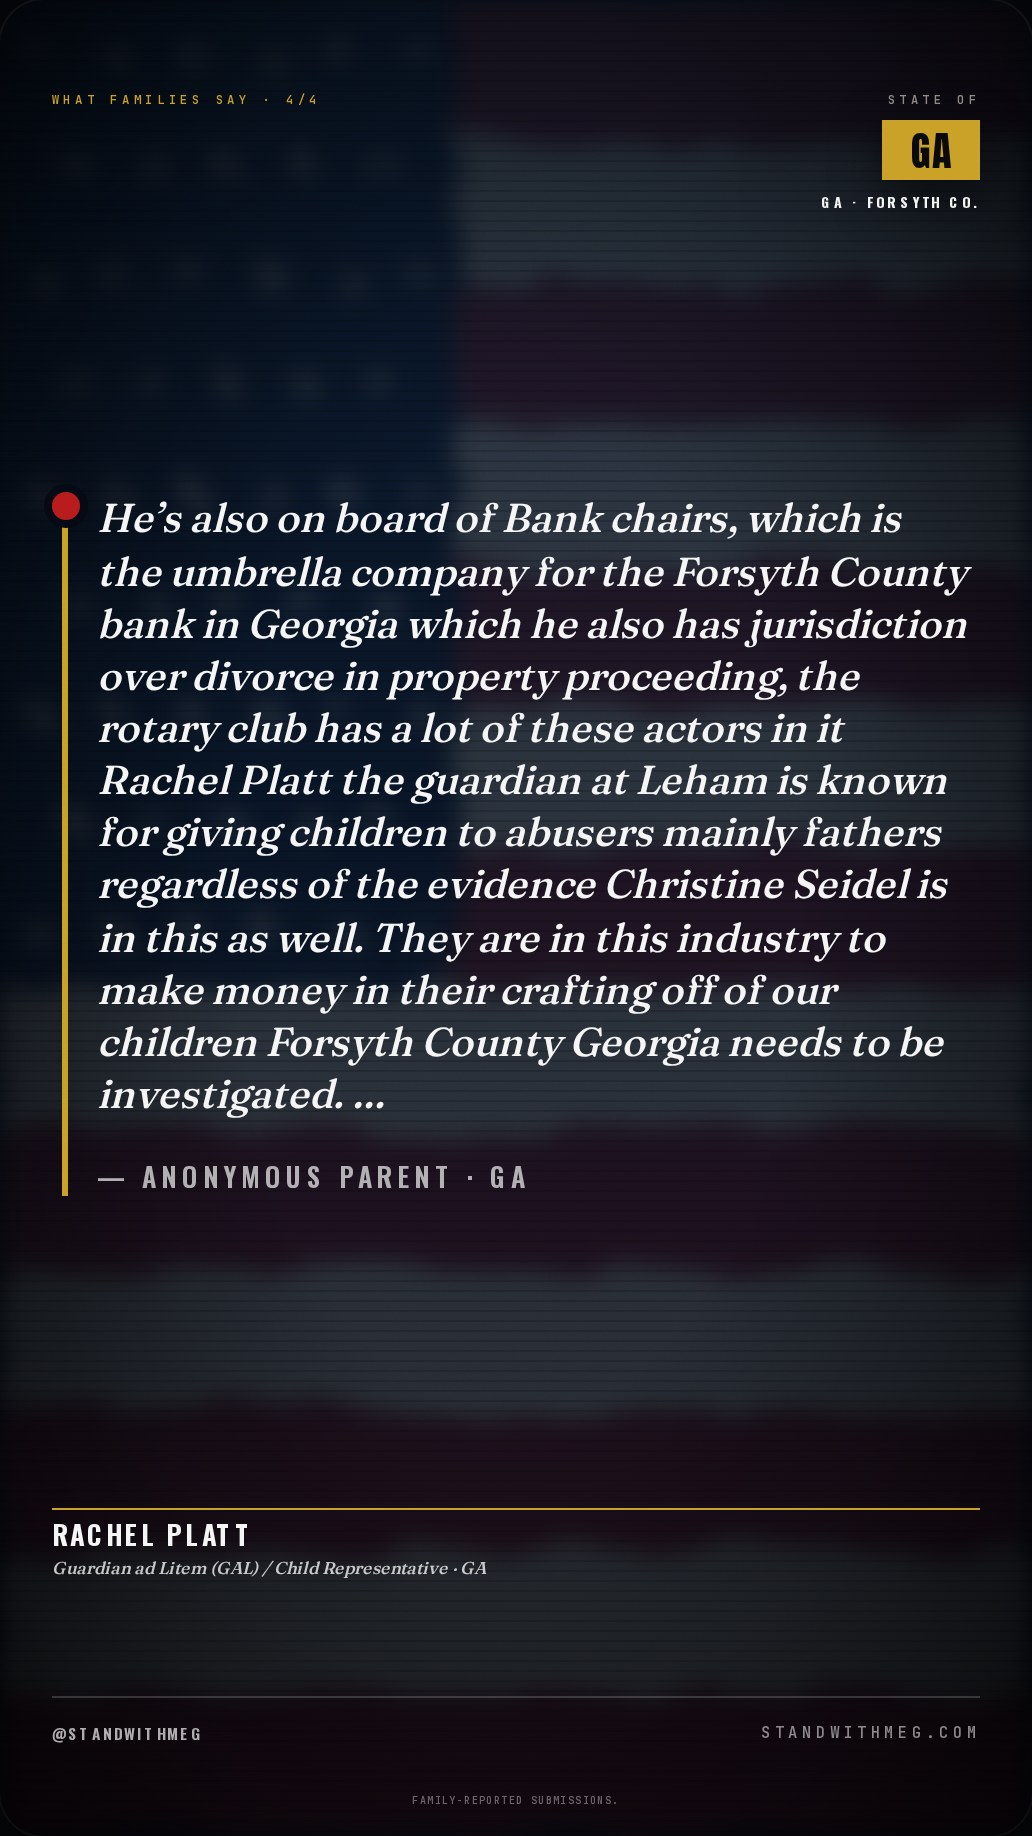 WHAT FAMILIES SAY · 4/4
STATE OF
GA
GA · FORSYTH CO.
He’s also on board of Bank chairs, which is
the umbrella company for the Forsyth County
bank in Georgia which he also has jurisdiction
over divorce in property proceeding, the
rotary club has a lot of these actors in it
Rachel Platt the guardian at Leham is known
for giving children to abusers mainly fathers
regardless of the evidence Christine Seidel is
in this as well. They are in this industry to
make money in their crafting off of our
children Forsyth County Georgia needs to be
investigated. ...
— ANONYMOUS PARENT · GA
RACHEL PLATT
Guardian ad Litem (GAL) / Child Representative · GA
@STANDWITHMEG
STANDWITHMEG.COM
FAMILY-REPORTED SUBMISSIONS.